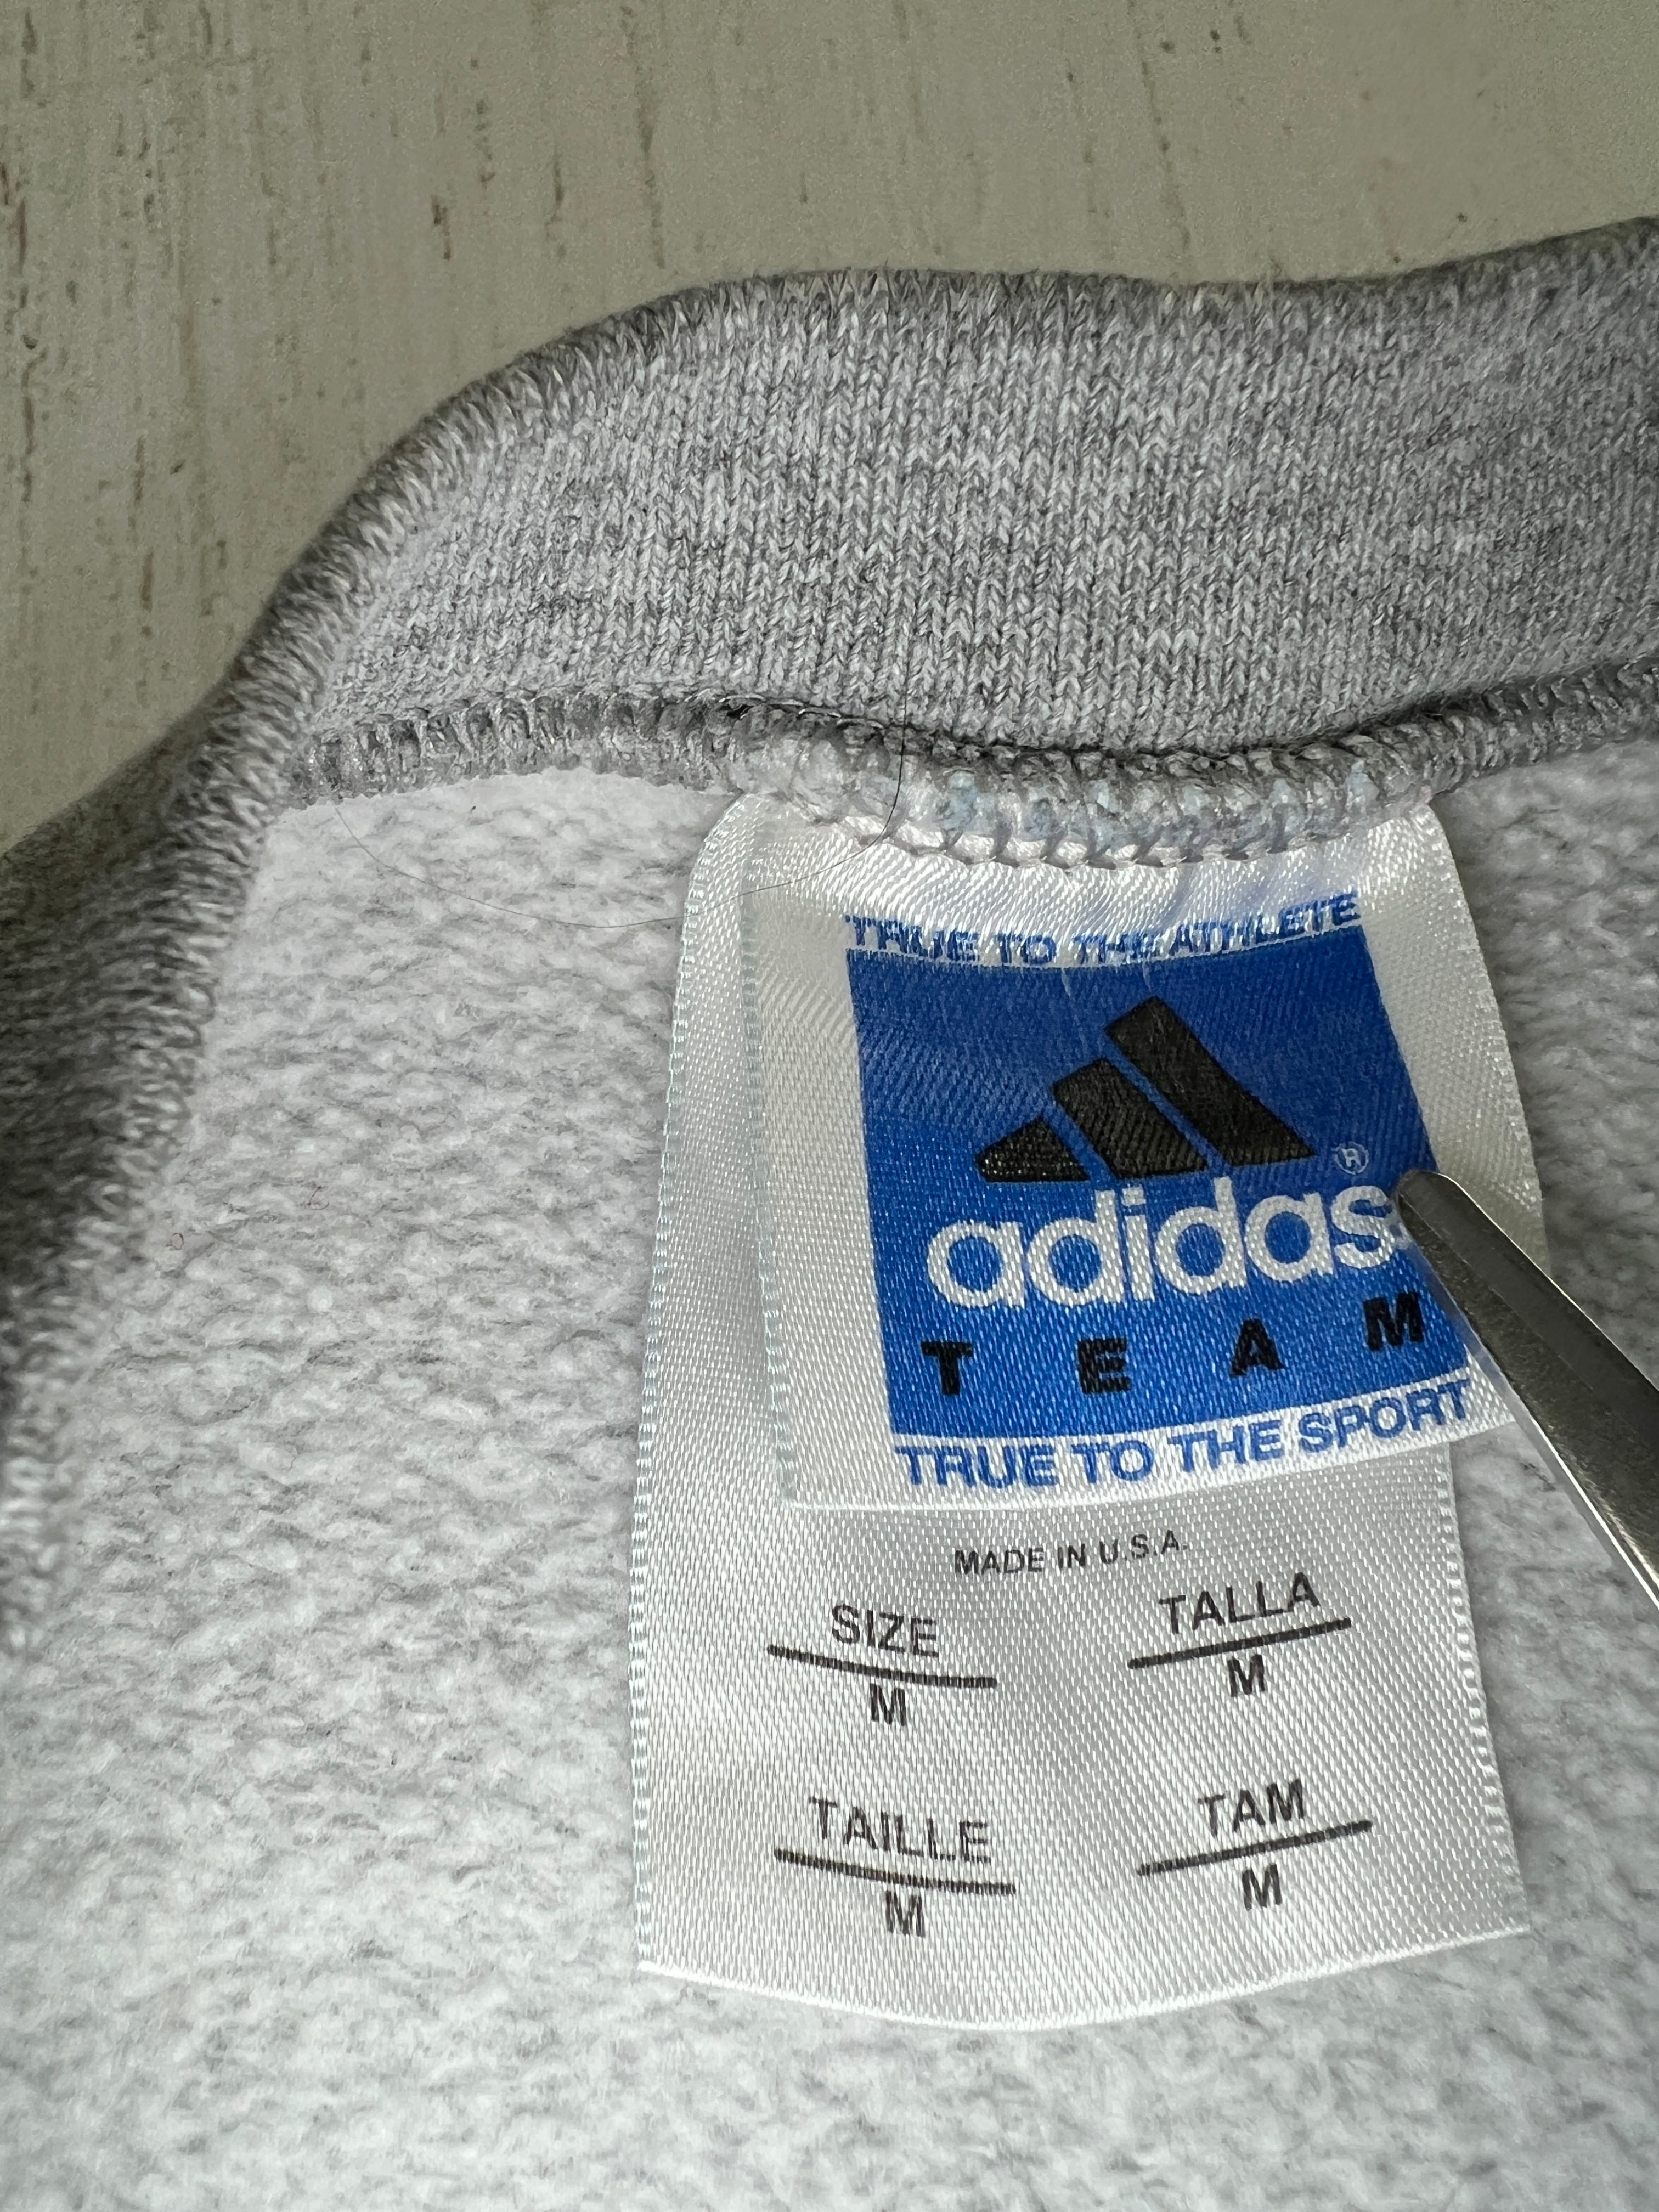 TRUE TO THE ATHLETE
®
adidas
TEAM
TRUE TO THE SPORT
MADE IN U.S.A.
SIZE
M
TALLA
M
TAILLE
M
TAM
M